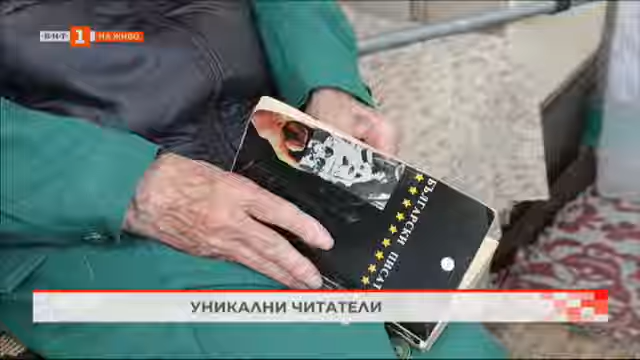 БНТ 1 НА ЖИВО
БЪЛГАРСКИ ПИСАТ
УНИКАЛНИ ЧИТАТЕЛИ